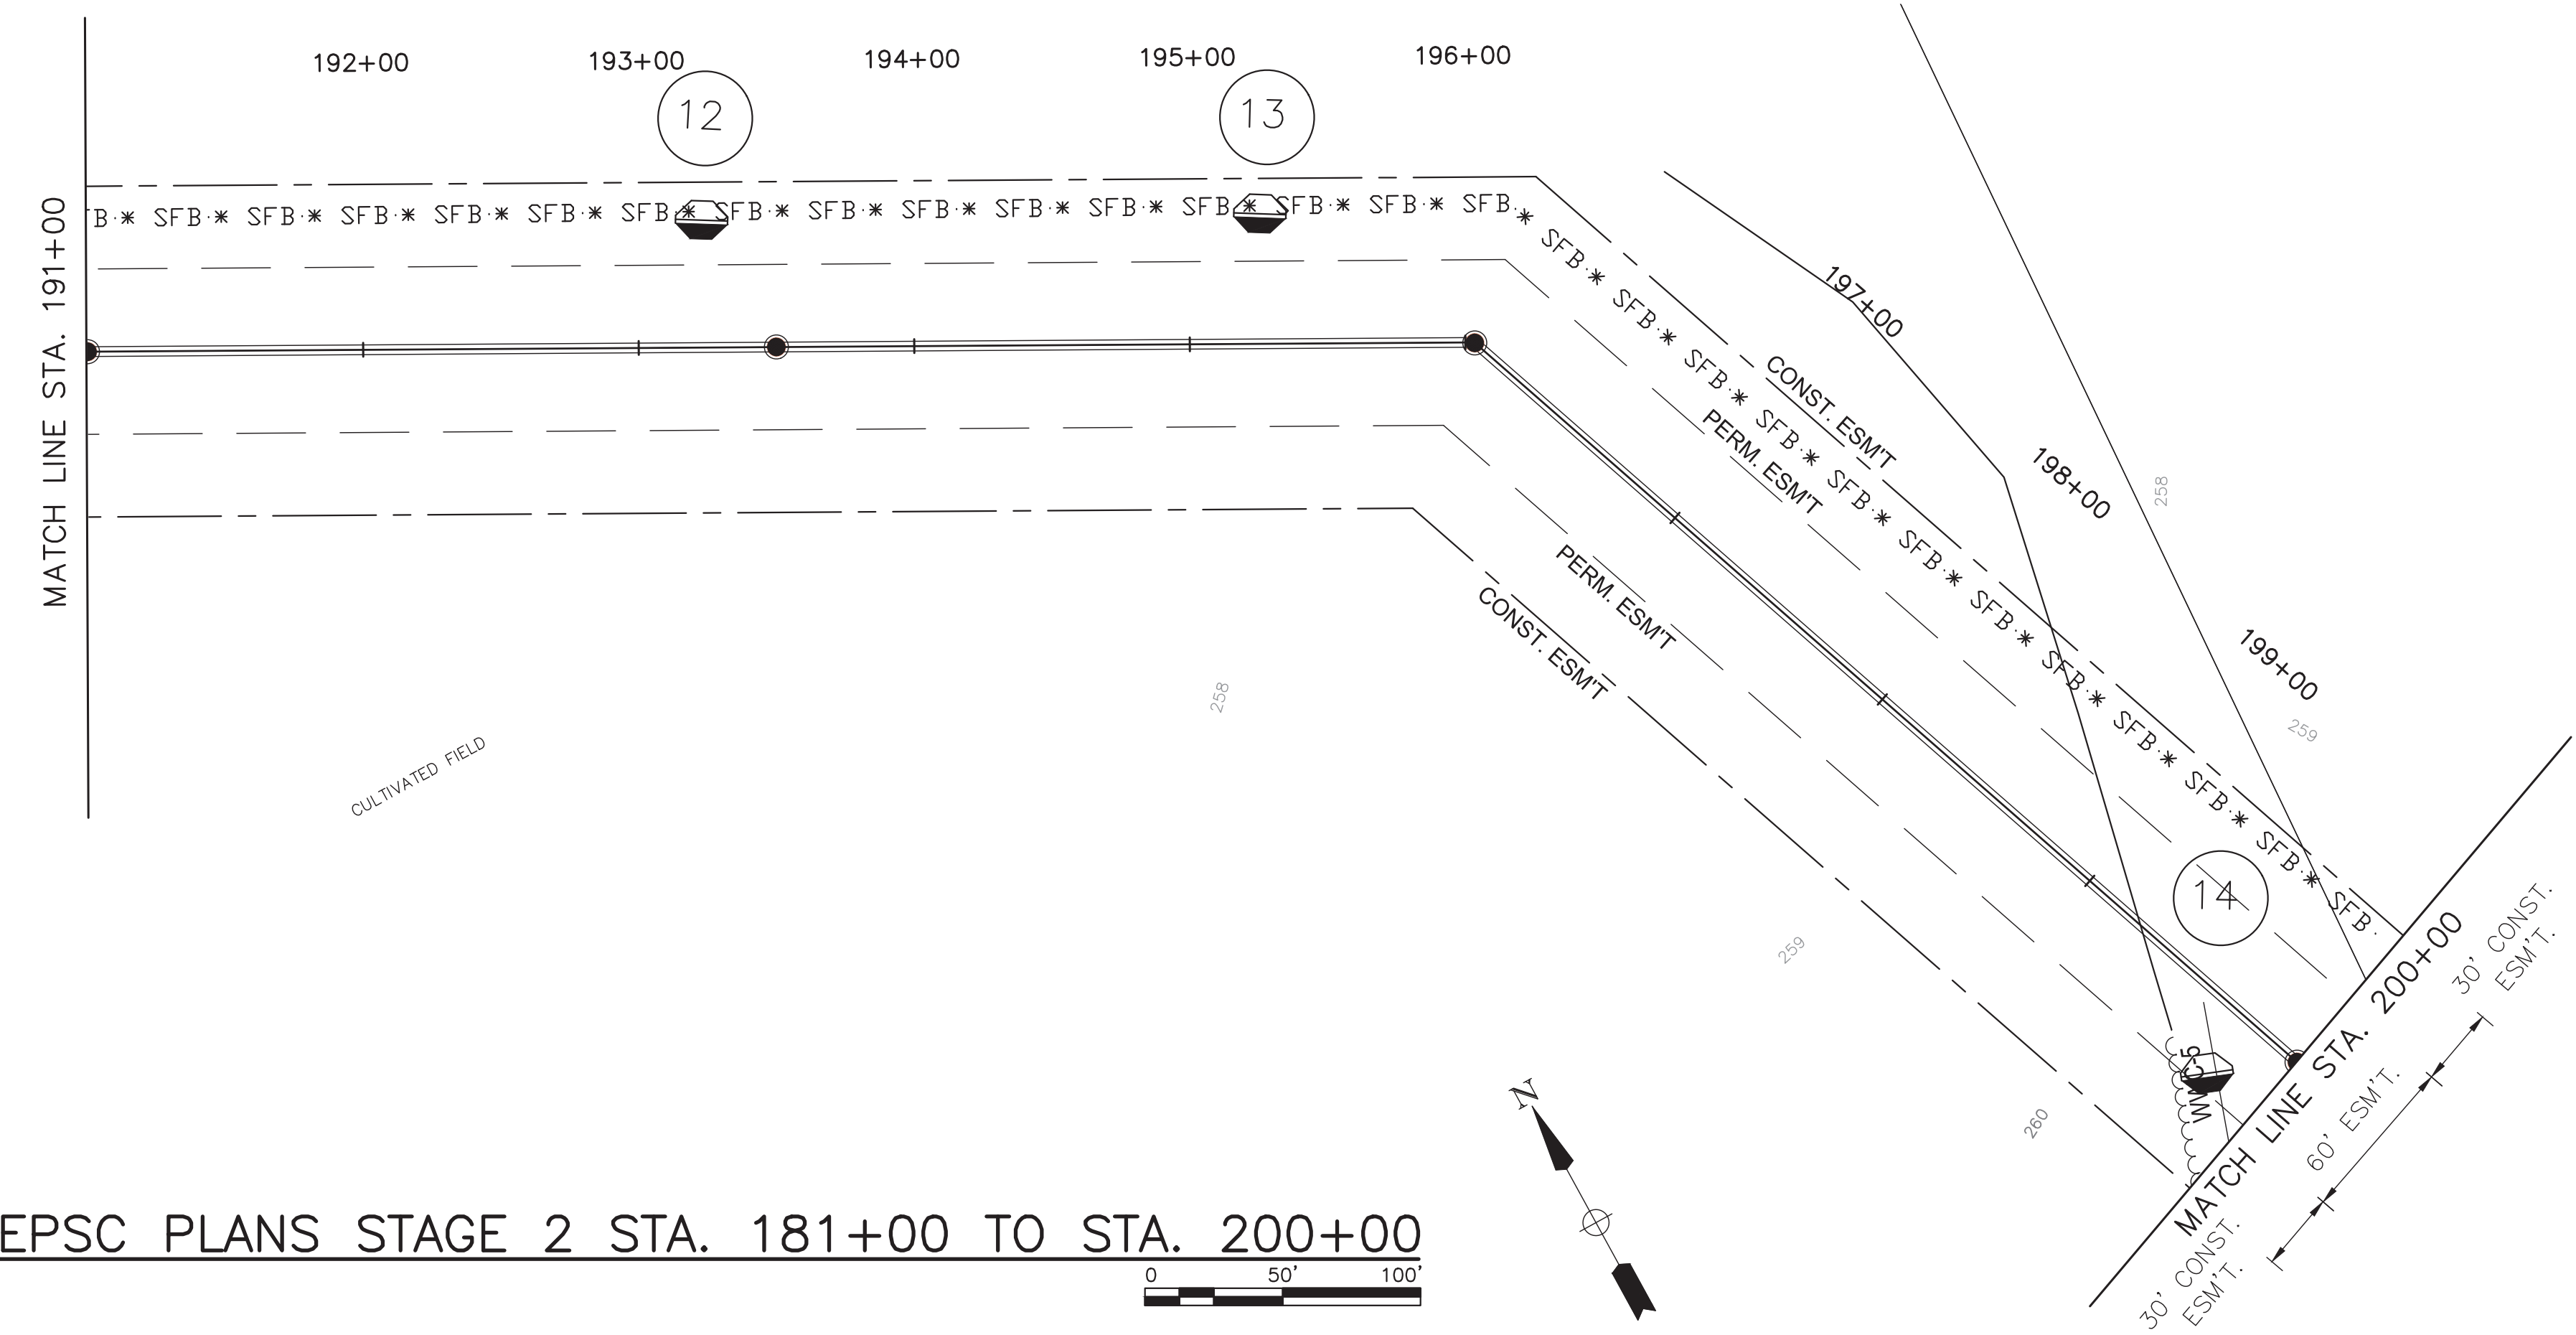 192+00
193+00
194+00
195+00
196+00
12
13
MATCH LINE STA. 191+00
B.* SFB.* SFB.* SFB.* SFB.* SFB.* SFB.* SFB.* SFB.* SFB.* SFB.* SFB.* SFB.* SFB.* SFB.* SFB.*
SFB.* SFB.* SFB.* SFB.* SFB.* SFB.* SFB.* SFB.* SFB.* SFB.* SFB.* SFB.
197+00
CONST. ESM'T
PERM. ESM'T
198+00
258
PERM. ESM'T
CONST. ESM'T
199+00
259
258
CULTIVATED FIELD
14
259
260
MATCH LINE STA. 200+00
30' CONST.
ESM'T.
60' ESM'T.
30' CONST.
ESM'T.
N
EPSC PLANS STAGE 2 STA. 181+00 TO STA. 200+00
0 50' 100'